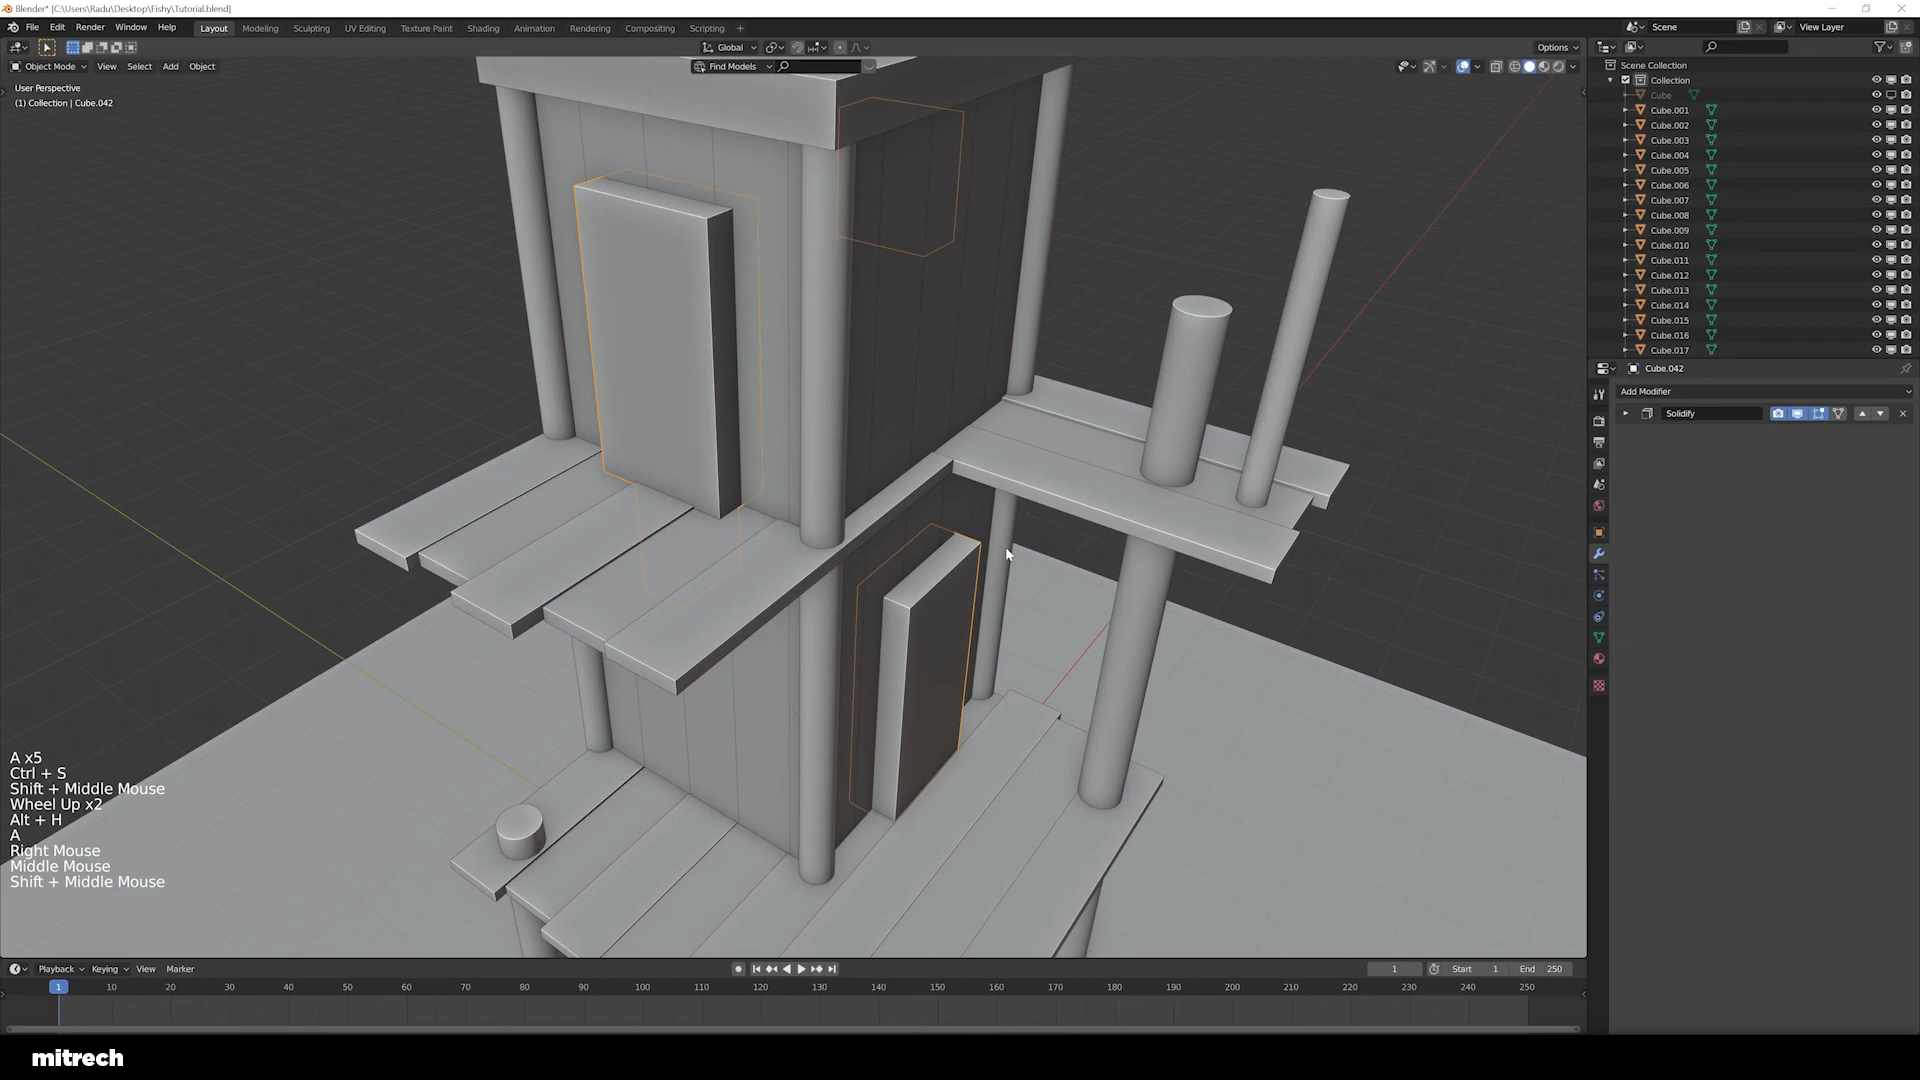 Blender* [C:\Users\Radu\Desktop\Fishy\Tutorial.blend]
File Edit Render Window Help Layout Modeling Sculpting UV Editing Texture Paint Shading Animation Rendering Compositing Scripting + Scene View Layer
Global Options
Object Mode View Select Add Object Find Models
User Perspective
(1) Collection | Cube.042
Scene Collection
Collection
Cube
Cube.001
Cube.002
Cube.003
Cube.004
Cube.005
Cube.006
Cube.007
Cube.008
Cube.009
Cube.010
Cube.011
Cube.012
Cube.013
Cube.014
Cube.015
Cube.016
Cube.017
Cube.042
Add Modifier
Solidify
A x5
Ctrl + S
Shift + Middle Mouse
Wheel Up x2
Alt + H
A
Right Mouse
Middle Mouse
Shift + Middle Mouse
Playback Keying View Marker 1 Start 1 End 250
1 10 20 30 40 50 60 70 80 90 100 110 120 130 140 150 160 170 180 190 200 210 220 230 240 250
mitrech